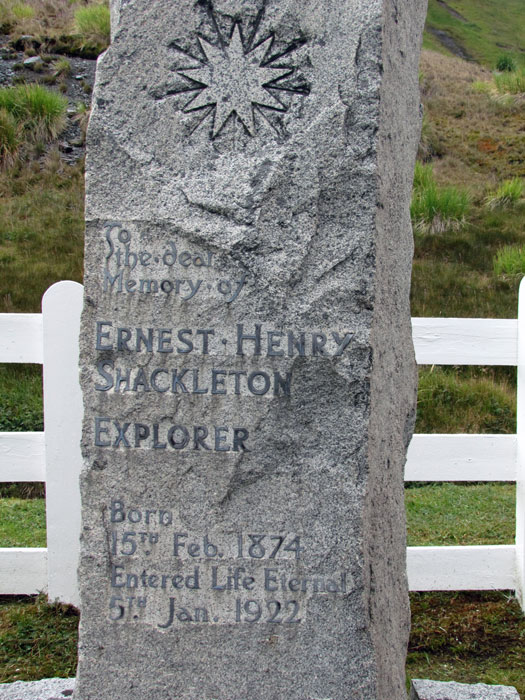 To
the·dear
Memory of
ERNEST·HENRY
SHACKLETON
EXPLORER
Born
15TH Feb. 1874
Entered Life Eternal
5TH Jan. 1922